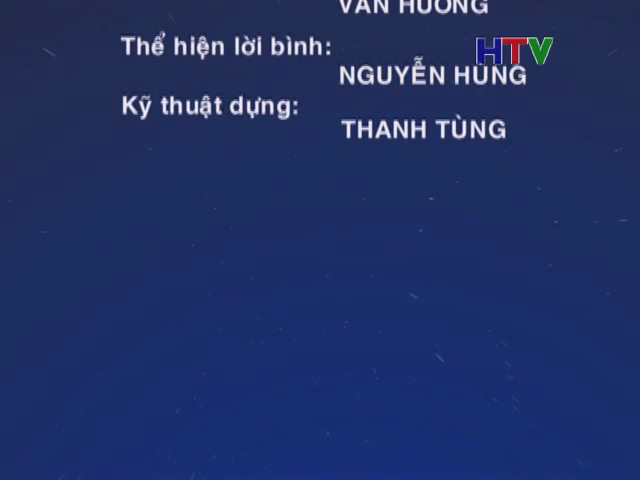 Thể hiện lời bình:
HTV
NGUYỄN HÙNG
Kỹ thuật dựng:
THANH TÙNG